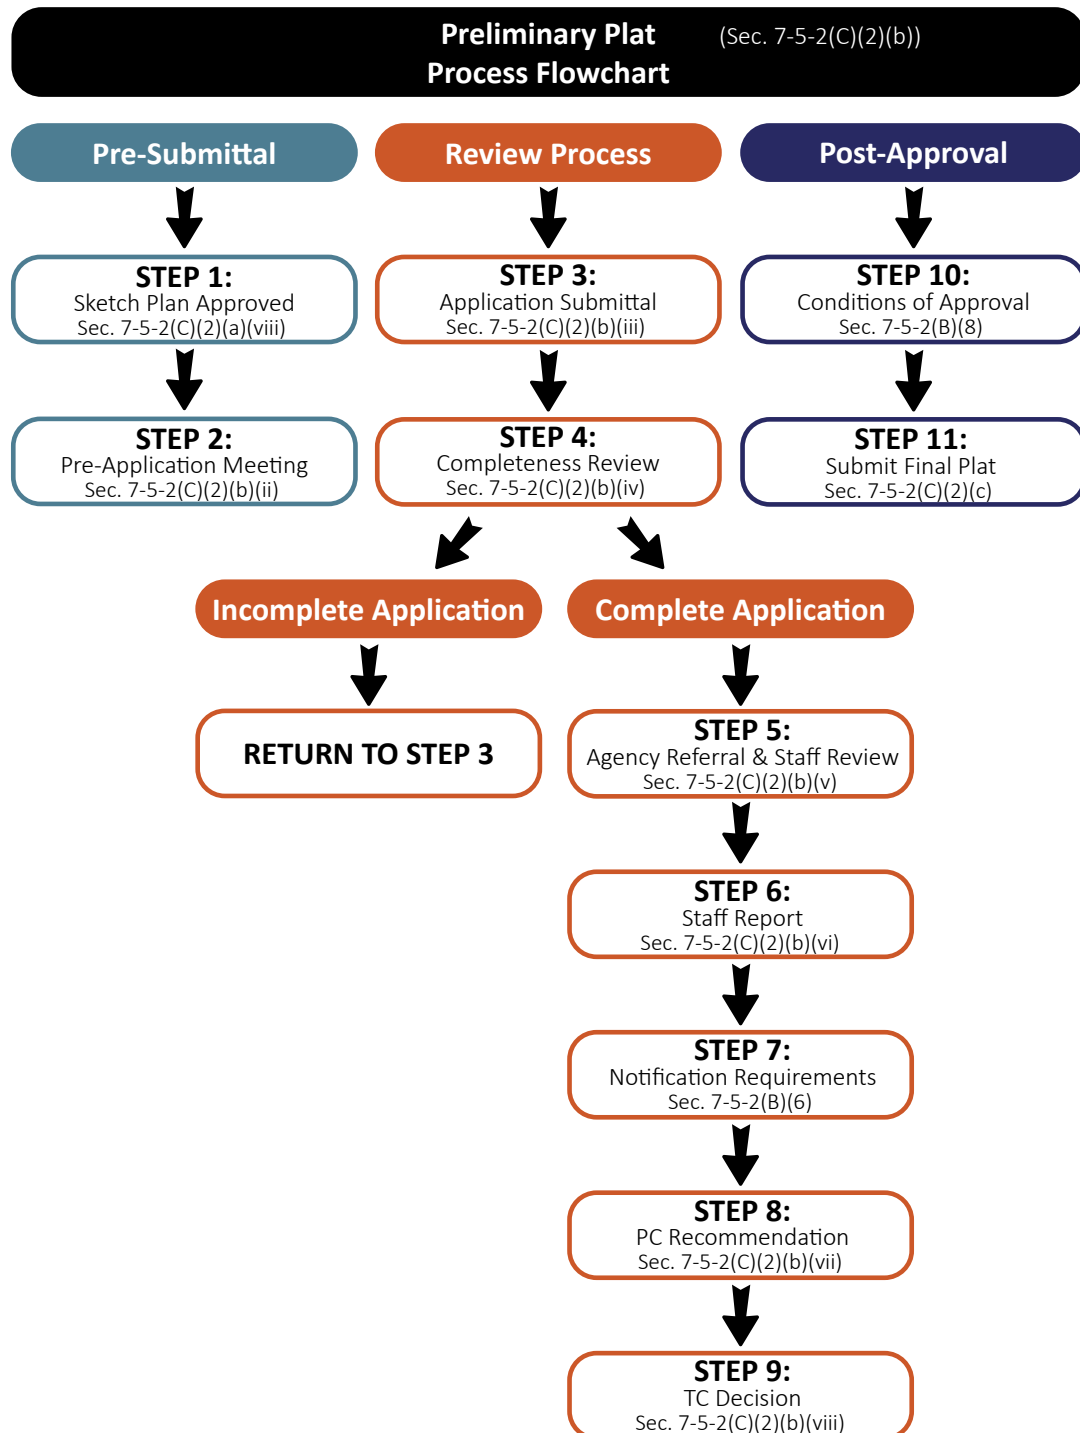 Preliminary Plat (Sec. 7-5-2(C)(2)(b))
Process Flowchart
Pre-Submittal
STEP 1:
Sketch Plan Approved
Sec. 7-5-2(C)(2)(a)(viii)
STEP 2:
Pre-Application Meeting
Sec. 7-5-2(C)(2)(b)(ii)
Review Process
STEP 3:
Application Submittal
Sec. 7-5-2(C)(2)(b)(iii)
STEP 4:
Completeness Review
Sec. 7-5-2(C)(2)(b)(iv)
Incomplete Application
RETURN TO STEP 3
Complete Application
STEP 5:
Agency Referral & Staff Review
Sec. 7-5-2(C)(2)(b)(v)
STEP 6:
Staff Report
Sec. 7-5-2(C)(2)(b)(vi)
STEP 7:
Notification Requirements
Sec. 7-5-2(B)(6)
STEP 8:
PC Recommendation
Sec. 7-5-2(C)(2)(b)(vii)
STEP 9:
TC Decision
Sec. 7-5-2(C)(2)(b)(viii)
Post-Approval
STEP 10:
Conditions of Approval
Sec. 7-5-2(B)(8)
STEP 11:
Submit Final Plat
Sec. 7-5-2(C)(2)(c)